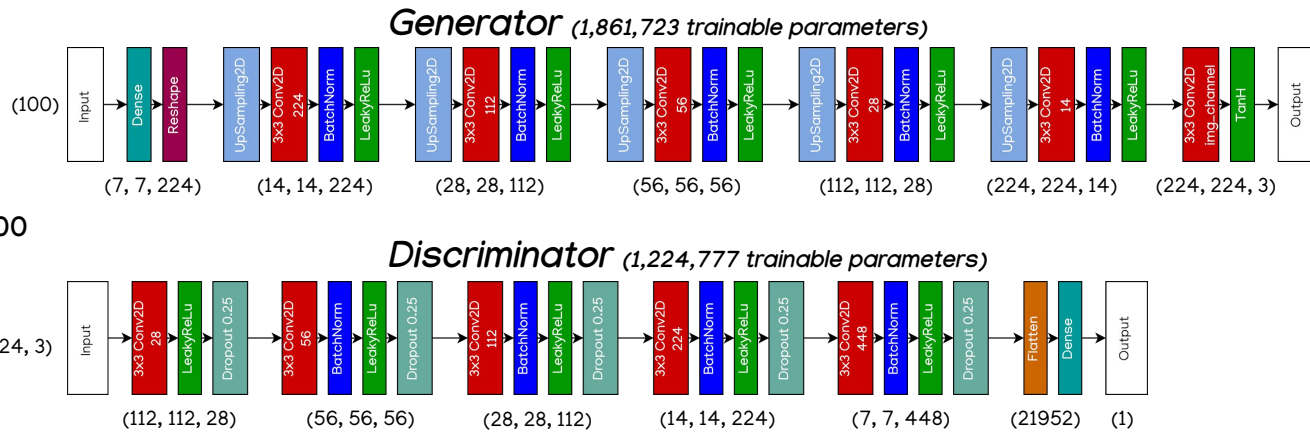 Generator (1,861,723 trainable parameters)
(100)
Input
Dense
Reshape
UpSampling2D
3x3 Conv2D
224
BatchNorm
LeakyReLu
UpSampling2D
3x3 Conv2D
112
BatchNorm
LeakyReLu
UpSampling2D
3x3 Conv2D
56
BatchNorm
LeakyReLu
UpSampling2D
3x3 Conv2D
28
BatchNorm
LeakyReLu
UpSampling2D
3x3 Conv2D
14
BatchNorm
LeakyReLu
3x3 Conv2D
img_channel
TanH
Output
(7, 7, 224)
(14, 14, 224)
(28, 28, 112)
(56, 56, 56)
(112, 112, 28)
(224, 224, 14)
(224, 224, 3)
00
Discriminator (1,224,777 trainable parameters)
24, 3)
Input
3x3 Conv2D
28
LeakyReLu
Dropout 0.25
3x3 Conv2D
56
BatchNorm
LeakyReLu
Dropout 0.25
3x3 Conv2D
112
BatchNorm
LeakyReLu
Dropout 0.25
3x3 Conv2D
224
BatchNorm
LeakyReLu
Dropout 0.25
3x3 Conv2D
448
BatchNorm
LeakyReLu
Dropout 0.25
Flatten
Dense
Output
(112, 112, 28)
(56, 56, 56)
(28, 28, 112)
(14, 14, 224)
(7, 7, 448)
(21952)
(1)